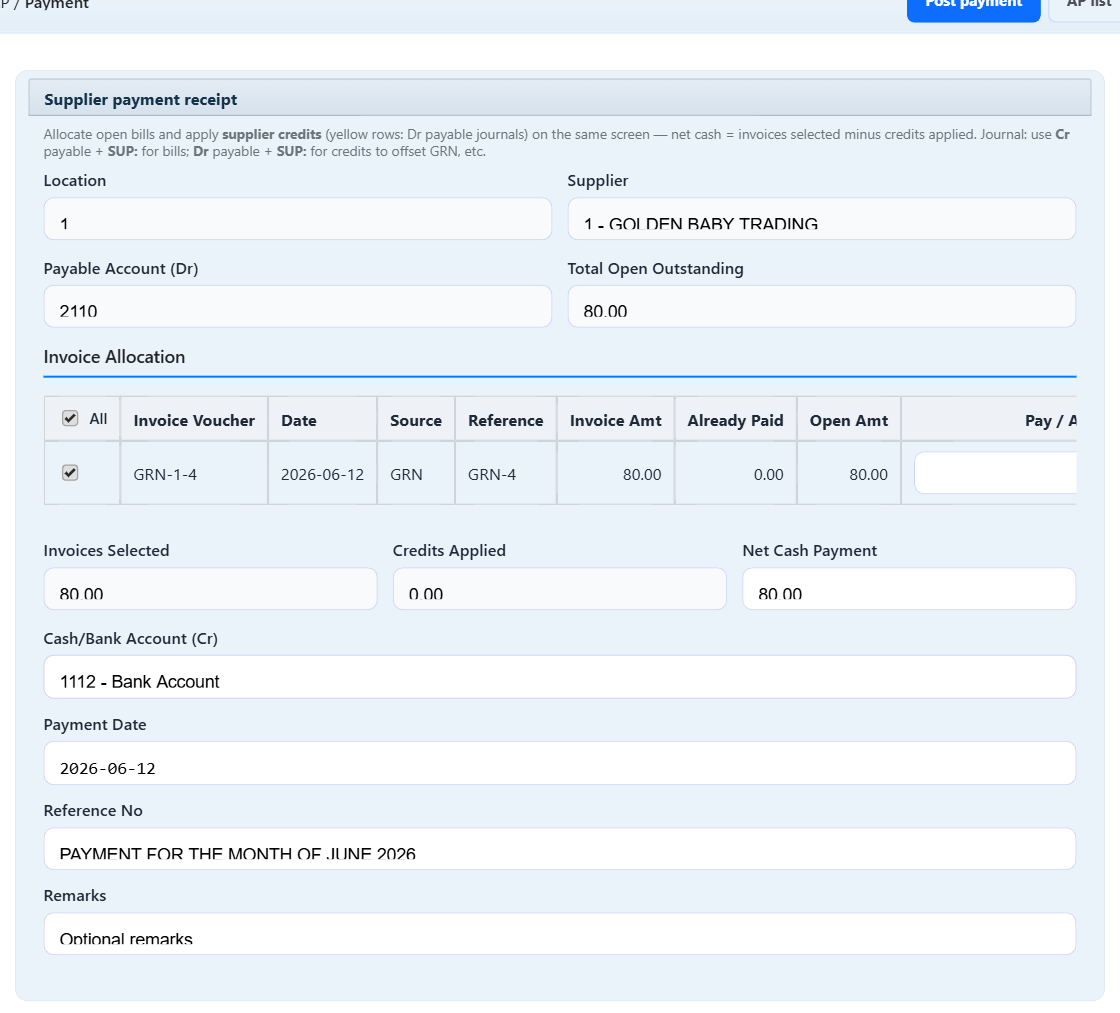 P / Payment
Post payment
AP list
Supplier payment receipt
Allocate open bills and apply supplier credits (yellow rows: Dr payable journals) on the same screen — net cash = invoices selected minus credits applied. Journal: use Cr
payable + SUP: for bills; Dr payable + SUP: for credits to offset GRN, etc.
Location Supplier
1 1 - GOLDEN BABY TRADING
Payable Account (Dr) Total Open Outstanding
2110 80.00
Invoice Allocation
All Invoice Voucher Date Source Reference Invoice Amt Already Paid Open Amt Pay / A
GRN-1-4 2026-06-12 GRN GRN-4 80.00 0.00 80.00
Invoices Selected Credits Applied Net Cash Payment
80.00 0.00 80.00
Cash/Bank Account (Cr)
1112 - Bank Account
Payment Date
2026-06-12
Reference No
PAYMENT FOR THE MONTH OF JUNE 2026
Remarks
Optional remarks